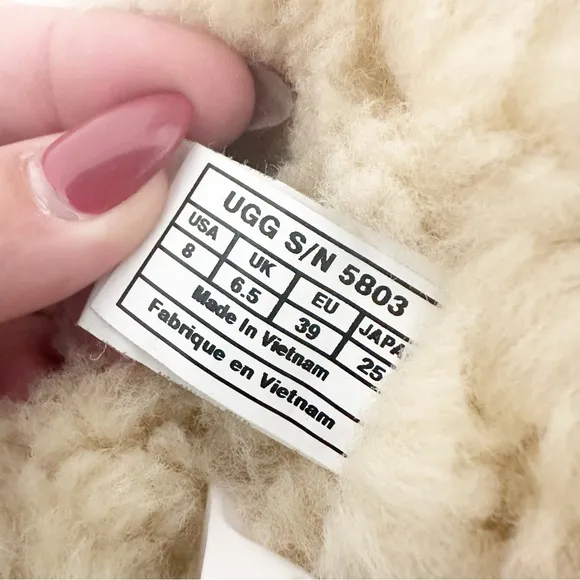 UGG S/N 5803
USA UK EU
8 6.5 39 25
Made In Vietnam
Fabrique en Vietnam